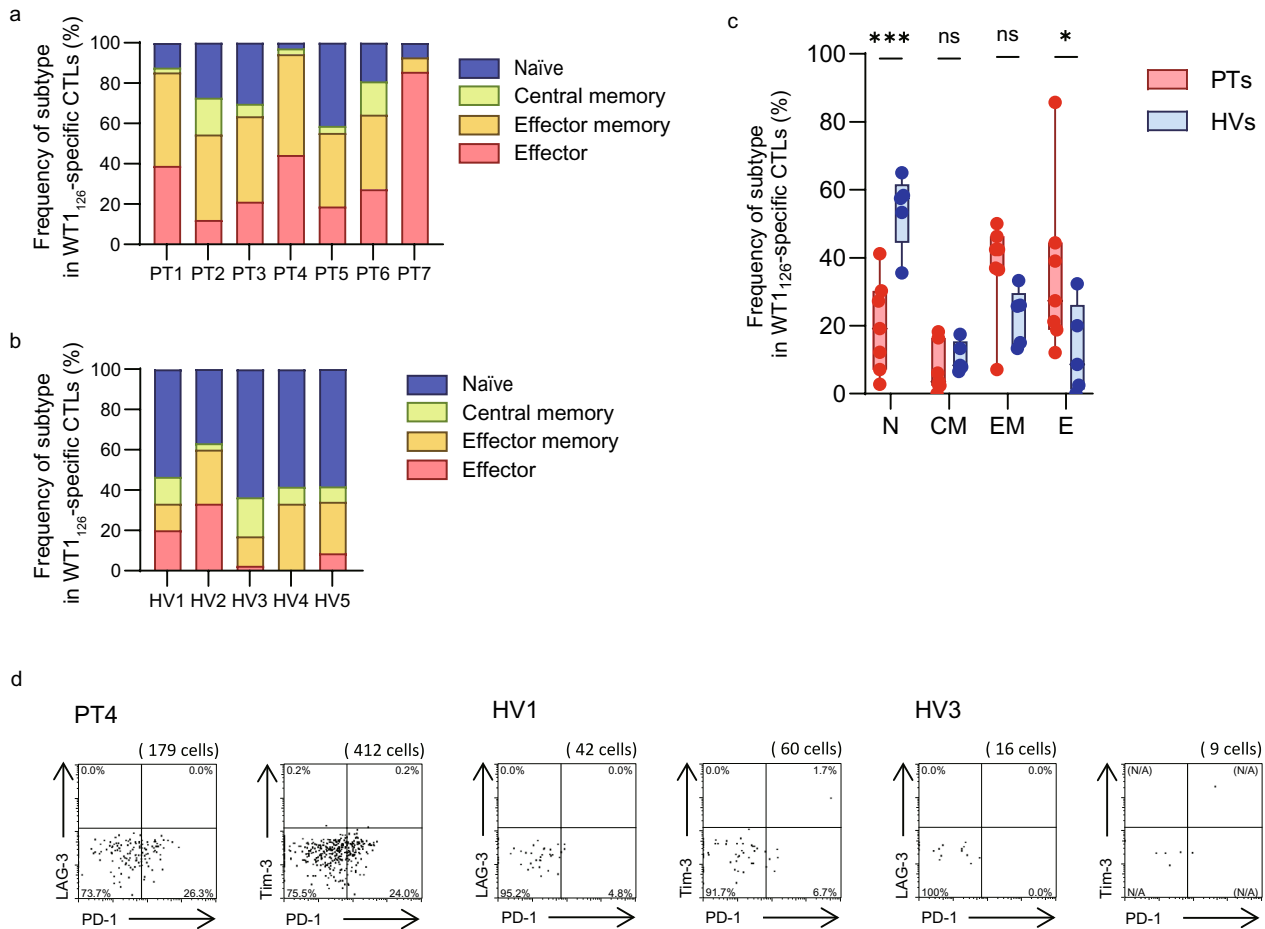 a
Frequency of subtype
in WT1126-specific CTLs (%)
100
80
60
40
20
0
PT1 PT2 PT3 PT4 PT5 PT6 PT7
Naïve
Central memory
Effector memory
Effector
b
Frequency of subtype
in WT1126-specific CTLs (%)
100
80
60
40
20
0
HV1 HV2 HV3 HV4 HV5
Naïve
Central memory
Effector memory
Effector
c
Frequency of subtype
in WT1126-specific CTLs (%)
100
80
60
40
20
0
*** ns ns *
N CM EM E
PTs
HVs
d
PT4
( 179 cells)
LAG-3
0.0% 0.0%
73.7% 26.3%
PD-1
( 412 cells)
Tim-3
0.2% 0.2%
75.5% 24.0%
PD-1
HV1
( 42 cells)
LAG-3
0.0% 0.0%
95.2% 4.8%
PD-1
( 60 cells)
Tim-3
0.0% 1.7%
91.7% 6.7%
PD-1
HV3
( 16 cells)
LAG-3
0.0% 0.0%
100% 0.0%
PD-1
( 9 cells)
Tim-3
(N/A) (N/A)
N/A (N/A)
PD-1